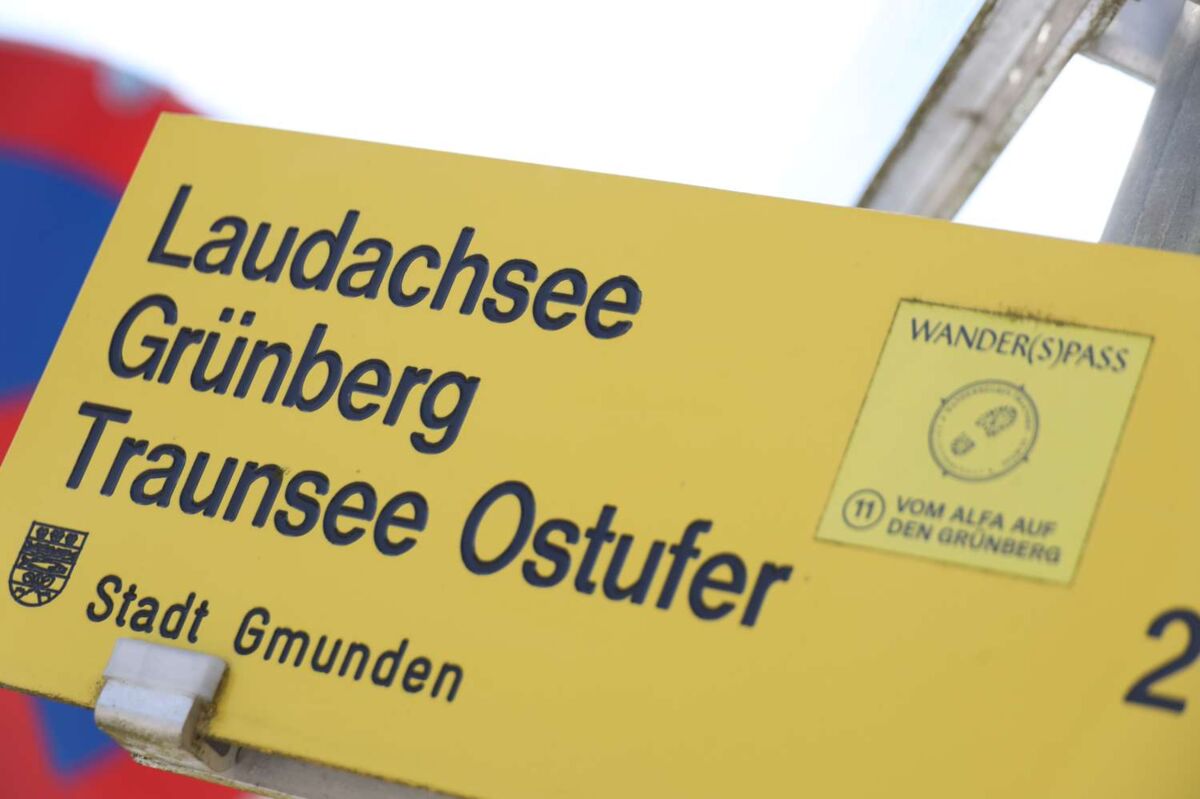 Laudachsee
Grünberg
Traunsee Ostufer
Stadt Gmunden
WANDER(S)PASS
11 VOM ALFA AUF
DEN GRÜNBERG
2